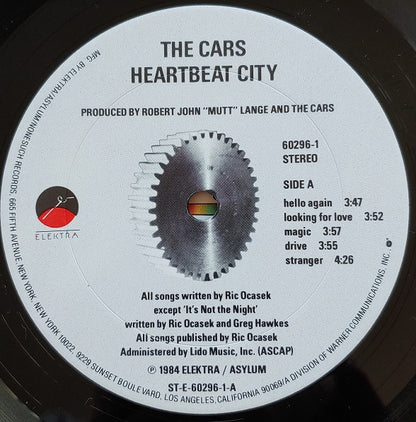 THE CARS
HEARTBEAT CITY
PRODUCED BY ROBERT JOHN "MUTT" LANGE AND THE CARS
60296-1
STEREO
SIDE A
hello again 3:47
looking for love 3:52
magic 3:57
drive 3:55
stranger 4:26
ELEKTRA
All songs written by Ric Ocasek
except 'It's Not the Night'
written by Ric Ocasek and Greg Hawkes
All songs published by Ric Ocasek
Administered by Lido Music, Inc. (ASCAP)
℗ 1984 ELEKTRA / ASYLUM
ST-E-60296-1-A
MFG. BY ELEKTRA/ASYLUM/NONESUCH RECORDS, 665 FIFTH AVENUE, NEW YORK, NEW YORK 10022, 9229 SUNSET BOULEVARD, LOS ANGELES, CALIFORNIA 90069/A DIVISION OF WARNER COMMUNICATIONS, INC.